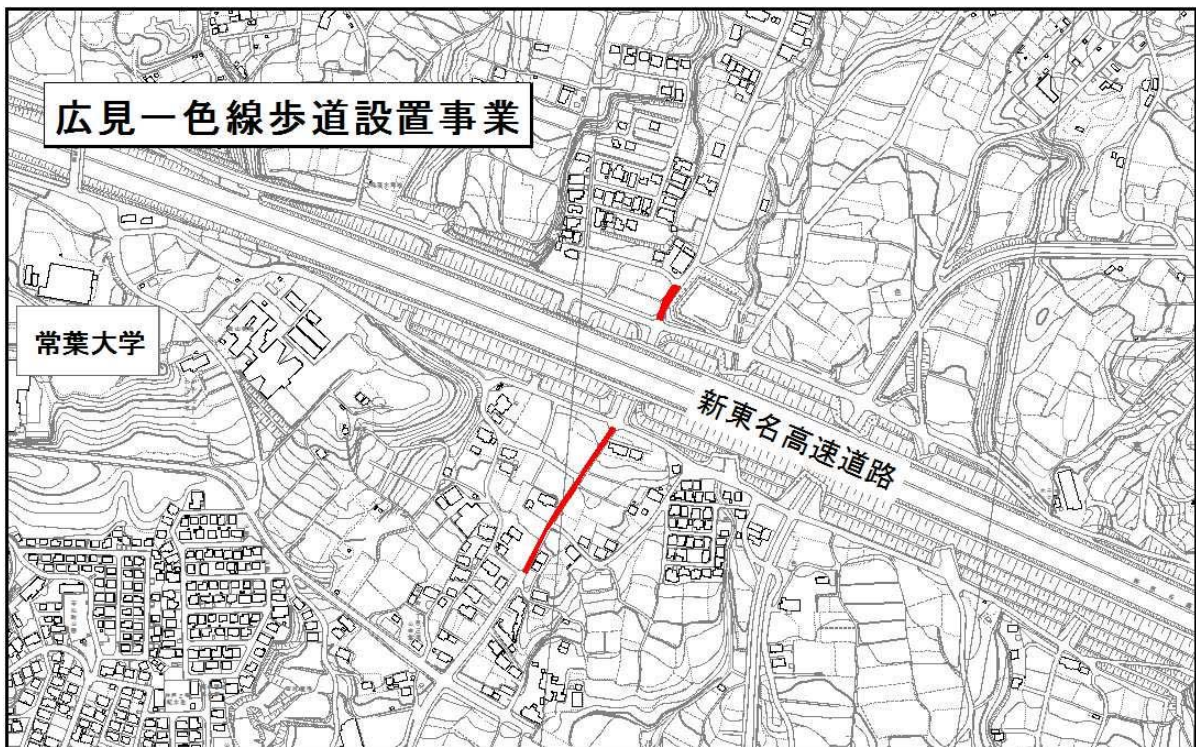 広見一色線歩道設置事業
常葉大学
新東名高速道路